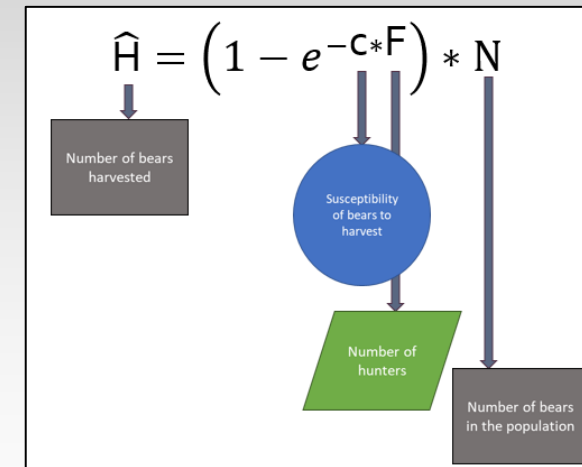 Ĥ = (1 − e^−c*F) * N
Number of bears
harvested
Susceptibility
of bears to
harvest
Number of
hunters
Number of bears
in the population